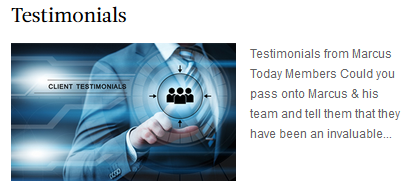 Testimonials
CLIENT TESTIMONIALS
Testimonials from Marcus
Today Members Could you
pass onto Marcus & his
team and tell them that they
have been an invaluable...